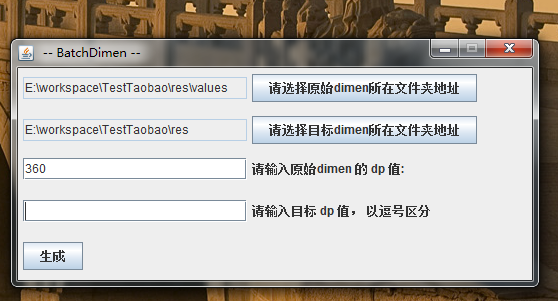 -- BatchDimen --
E:\workspace\TestTaobao\res\values 请选择原始dimen所在文件夹地址
E:\workspace\TestTaobao\res 请选择目标dimen所在文件夹地址
360 请输入原始dimen 的 dp 值:
请输入目标 dp 值， 以逗号区分
生成